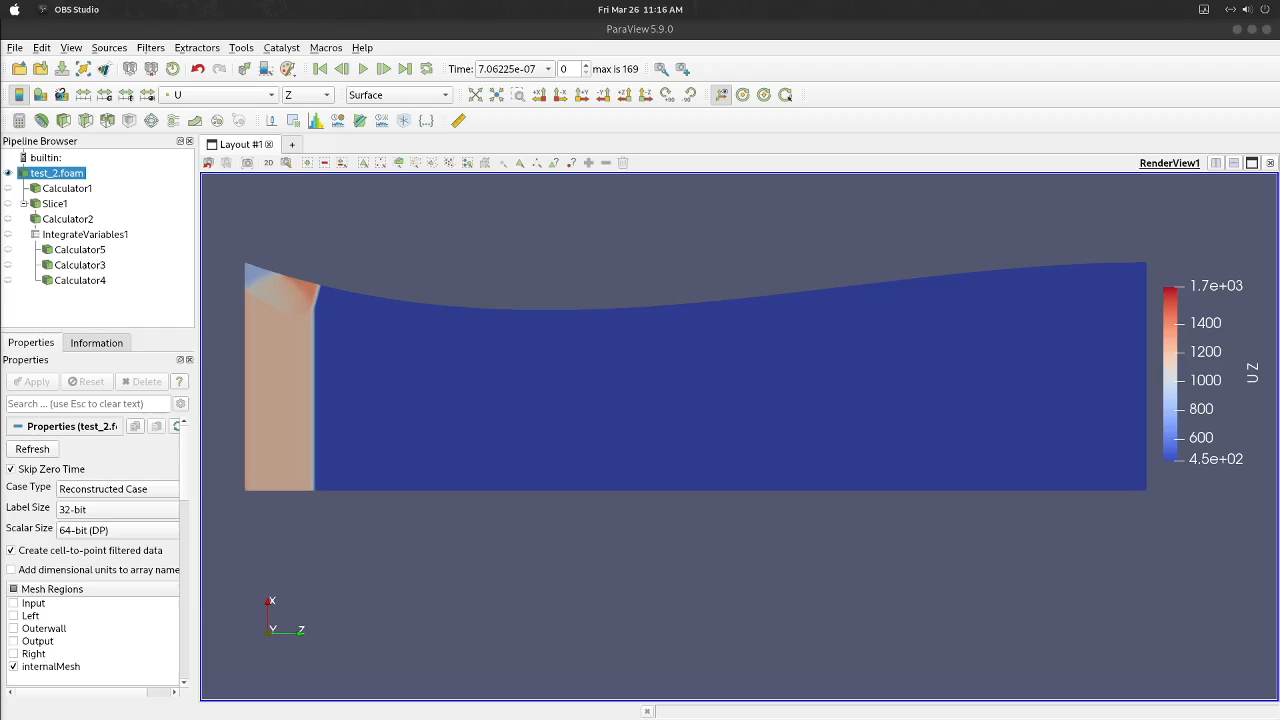 OBS Studio Fri Mar 26 11:16 AM
ParaView 5.9.0
File Edit View Sources Filters Extractors Tools Catalyst Macros Help
Time: 7.06225e-07 0 max is 169
U Z Surface
Pipeline Browser
Layout #1
builtin:
2D RenderView1
test_2.foam
Calculator1
Slice1
Calculator2
IntegrateVariables1
Calculator5
Calculator3
Calculator4
Properties Information
Properties
Apply Reset Delete ?
Search ... (use Esc to clear text)
Properties (test_2.f
Refresh
Skip Zero Time
Case Type Reconstructed Case
Label Size 32-bit
Scalar Size 64-bit (DP)
Create cell-to-point filtered data
Add dimensional units to array name
Mesh Regions
Input
Left
Outerwall
Output
Right
internalMesh
1.7e+03
1400
1200
1000
800
600
4.5e+02
U Z
X
Y Z